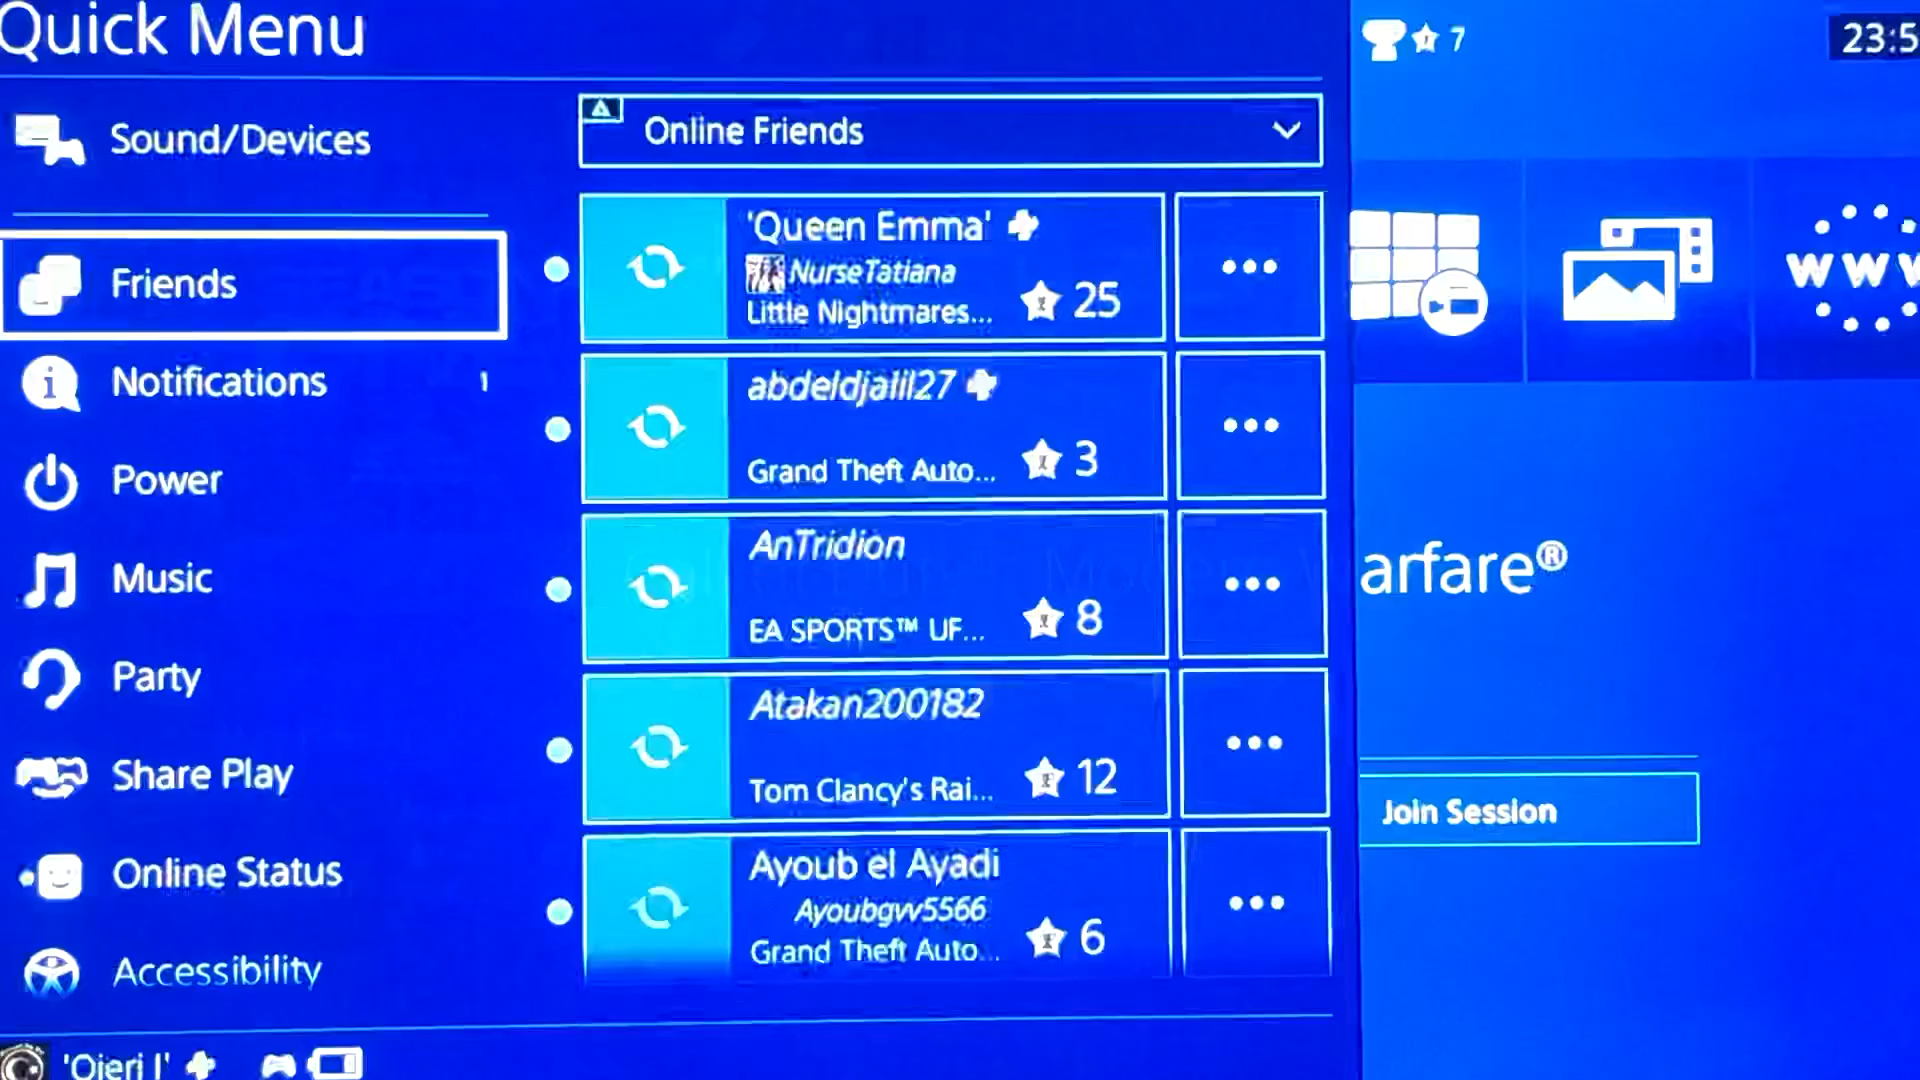 Quick Menu
7
23:5
Sound/Devices
Friends
Notifications 1
Power
Music
Party
Share Play
Online Status
Accessibility
Online Friends
'Queen Emma'
NurseTatiana
Little Nightmares... 25
abdeldjalil27
Grand Theft Auto... 3
AnTridion
EA SPORTS™ UF... 8
Atakan200182
Tom Clancy's Rai... 12
Ayoub el Ayadi
Ayoubgvv5566
Grand Theft Auto... 6
WWW
arfare®
Join Session